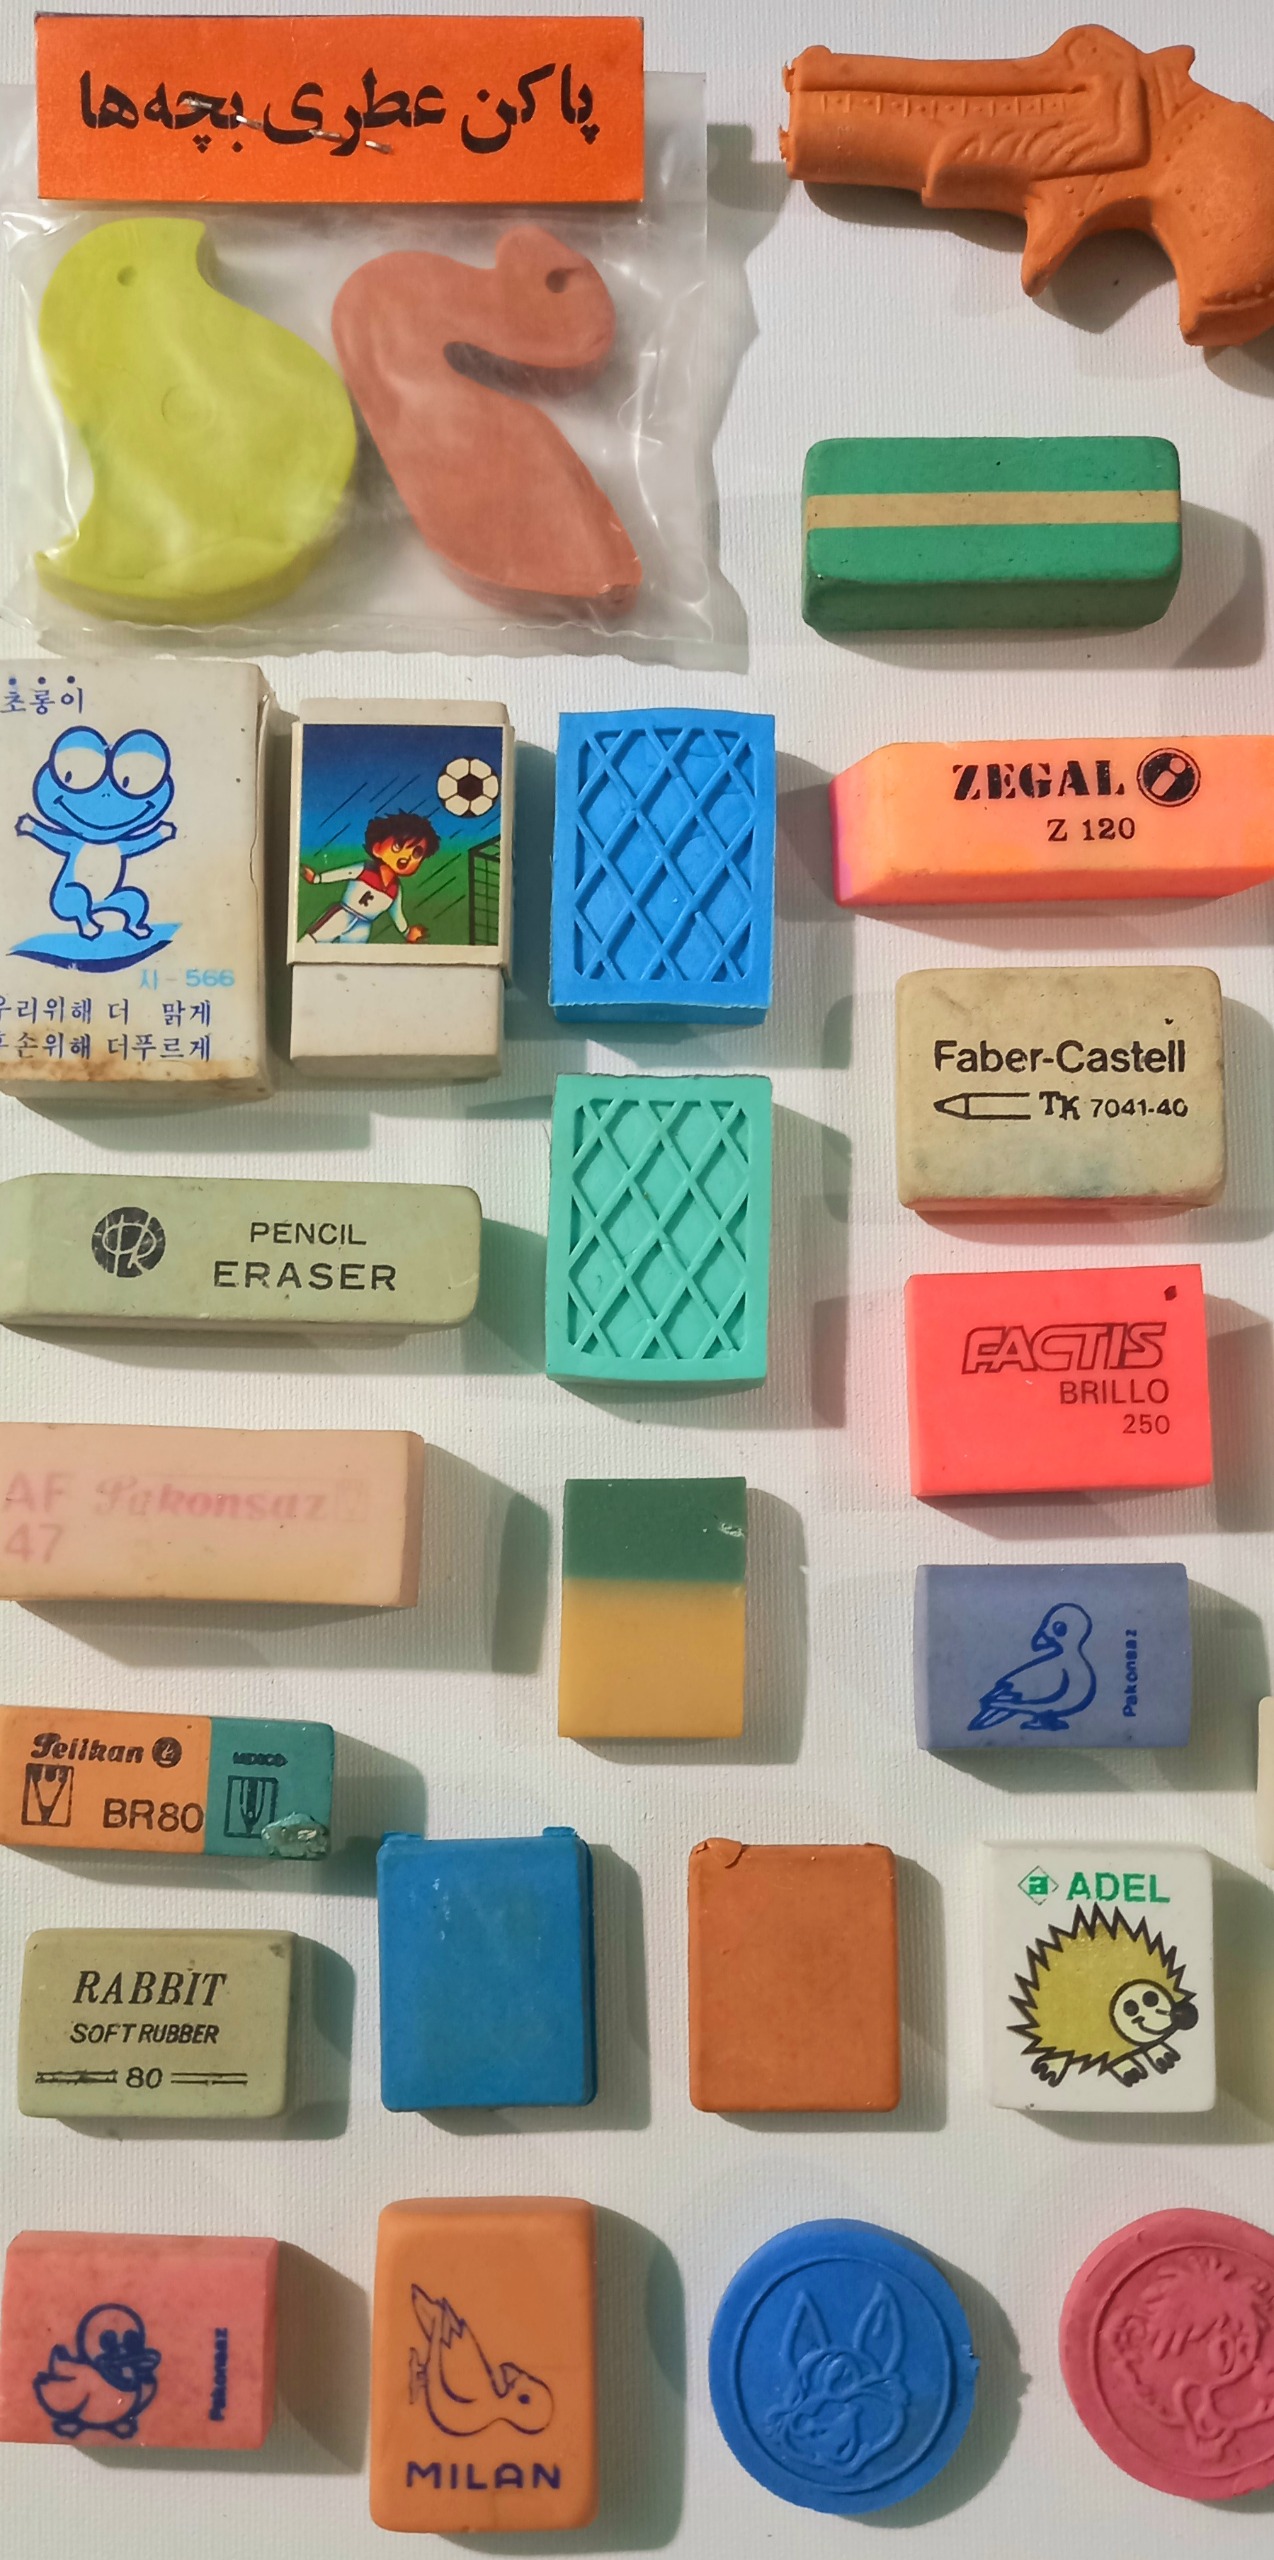 پاکن عطری بچه‌ها
초롱이
사-566
우리위해 더 맑게
후손위해 더푸르게
K
ZEGAL
Z 120
Faber-Castell
TK 7041-40
PENCIL
ERASER
FACTIS
BRILLO
250
AF Pakonsaz
47
Pakonsaz
Pelikan
BR80
a ADEL
RABBIT
SOFT RUBBER
80
Pakonsaz
MILAN